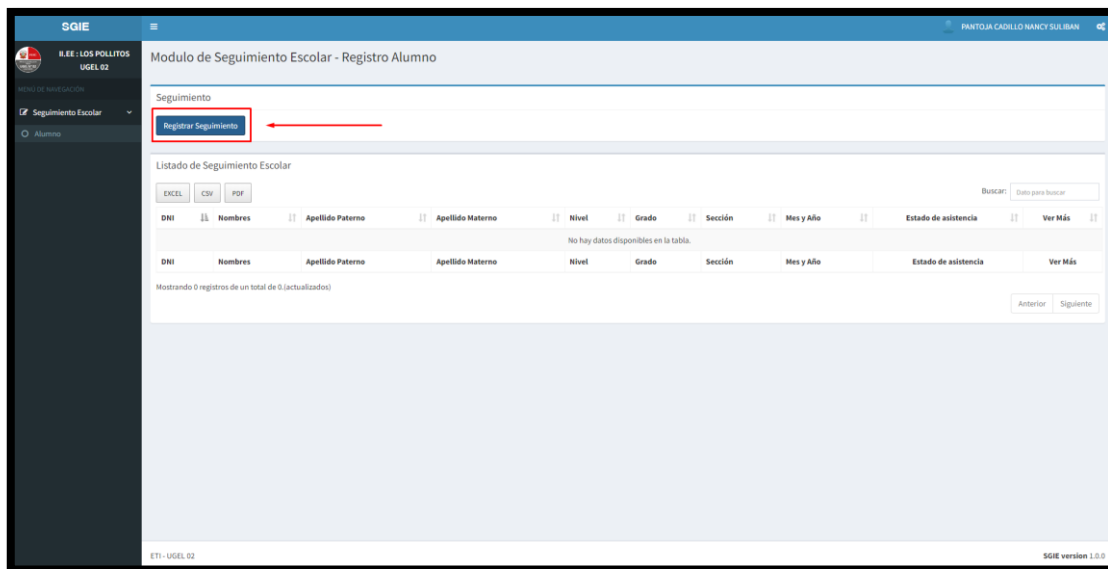 SGIE
PANTOJA CADILLO NANCY SULIBAN
II.EE : LOS POLLITOS
UGEL 02
MENÚ DE NAVEGACIÓN
Seguimiento Escolar
Alumno
Modulo de Seguimiento Escolar - Registro Alumno
Seguimiento
Registrar Seguimiento
Listado de Seguimiento Escolar
EXCEL CSV PDF Buscar: Dato para buscar
DNI Nombres Apellido Paterno Apellido Materno Nivel Grado Sección Mes y Año Estado de asistencia Ver Más
No hay datos disponibles en la tabla.
DNI Nombres Apellido Paterno Apellido Materno Nivel Grado Sección Mes y Año Estado de asistencia Ver Más
Mostrando 0 registros de un total de 0.(actualizados)
Anterior Siguiente
ETI - UGEL 02 SGIE version 1.0.0